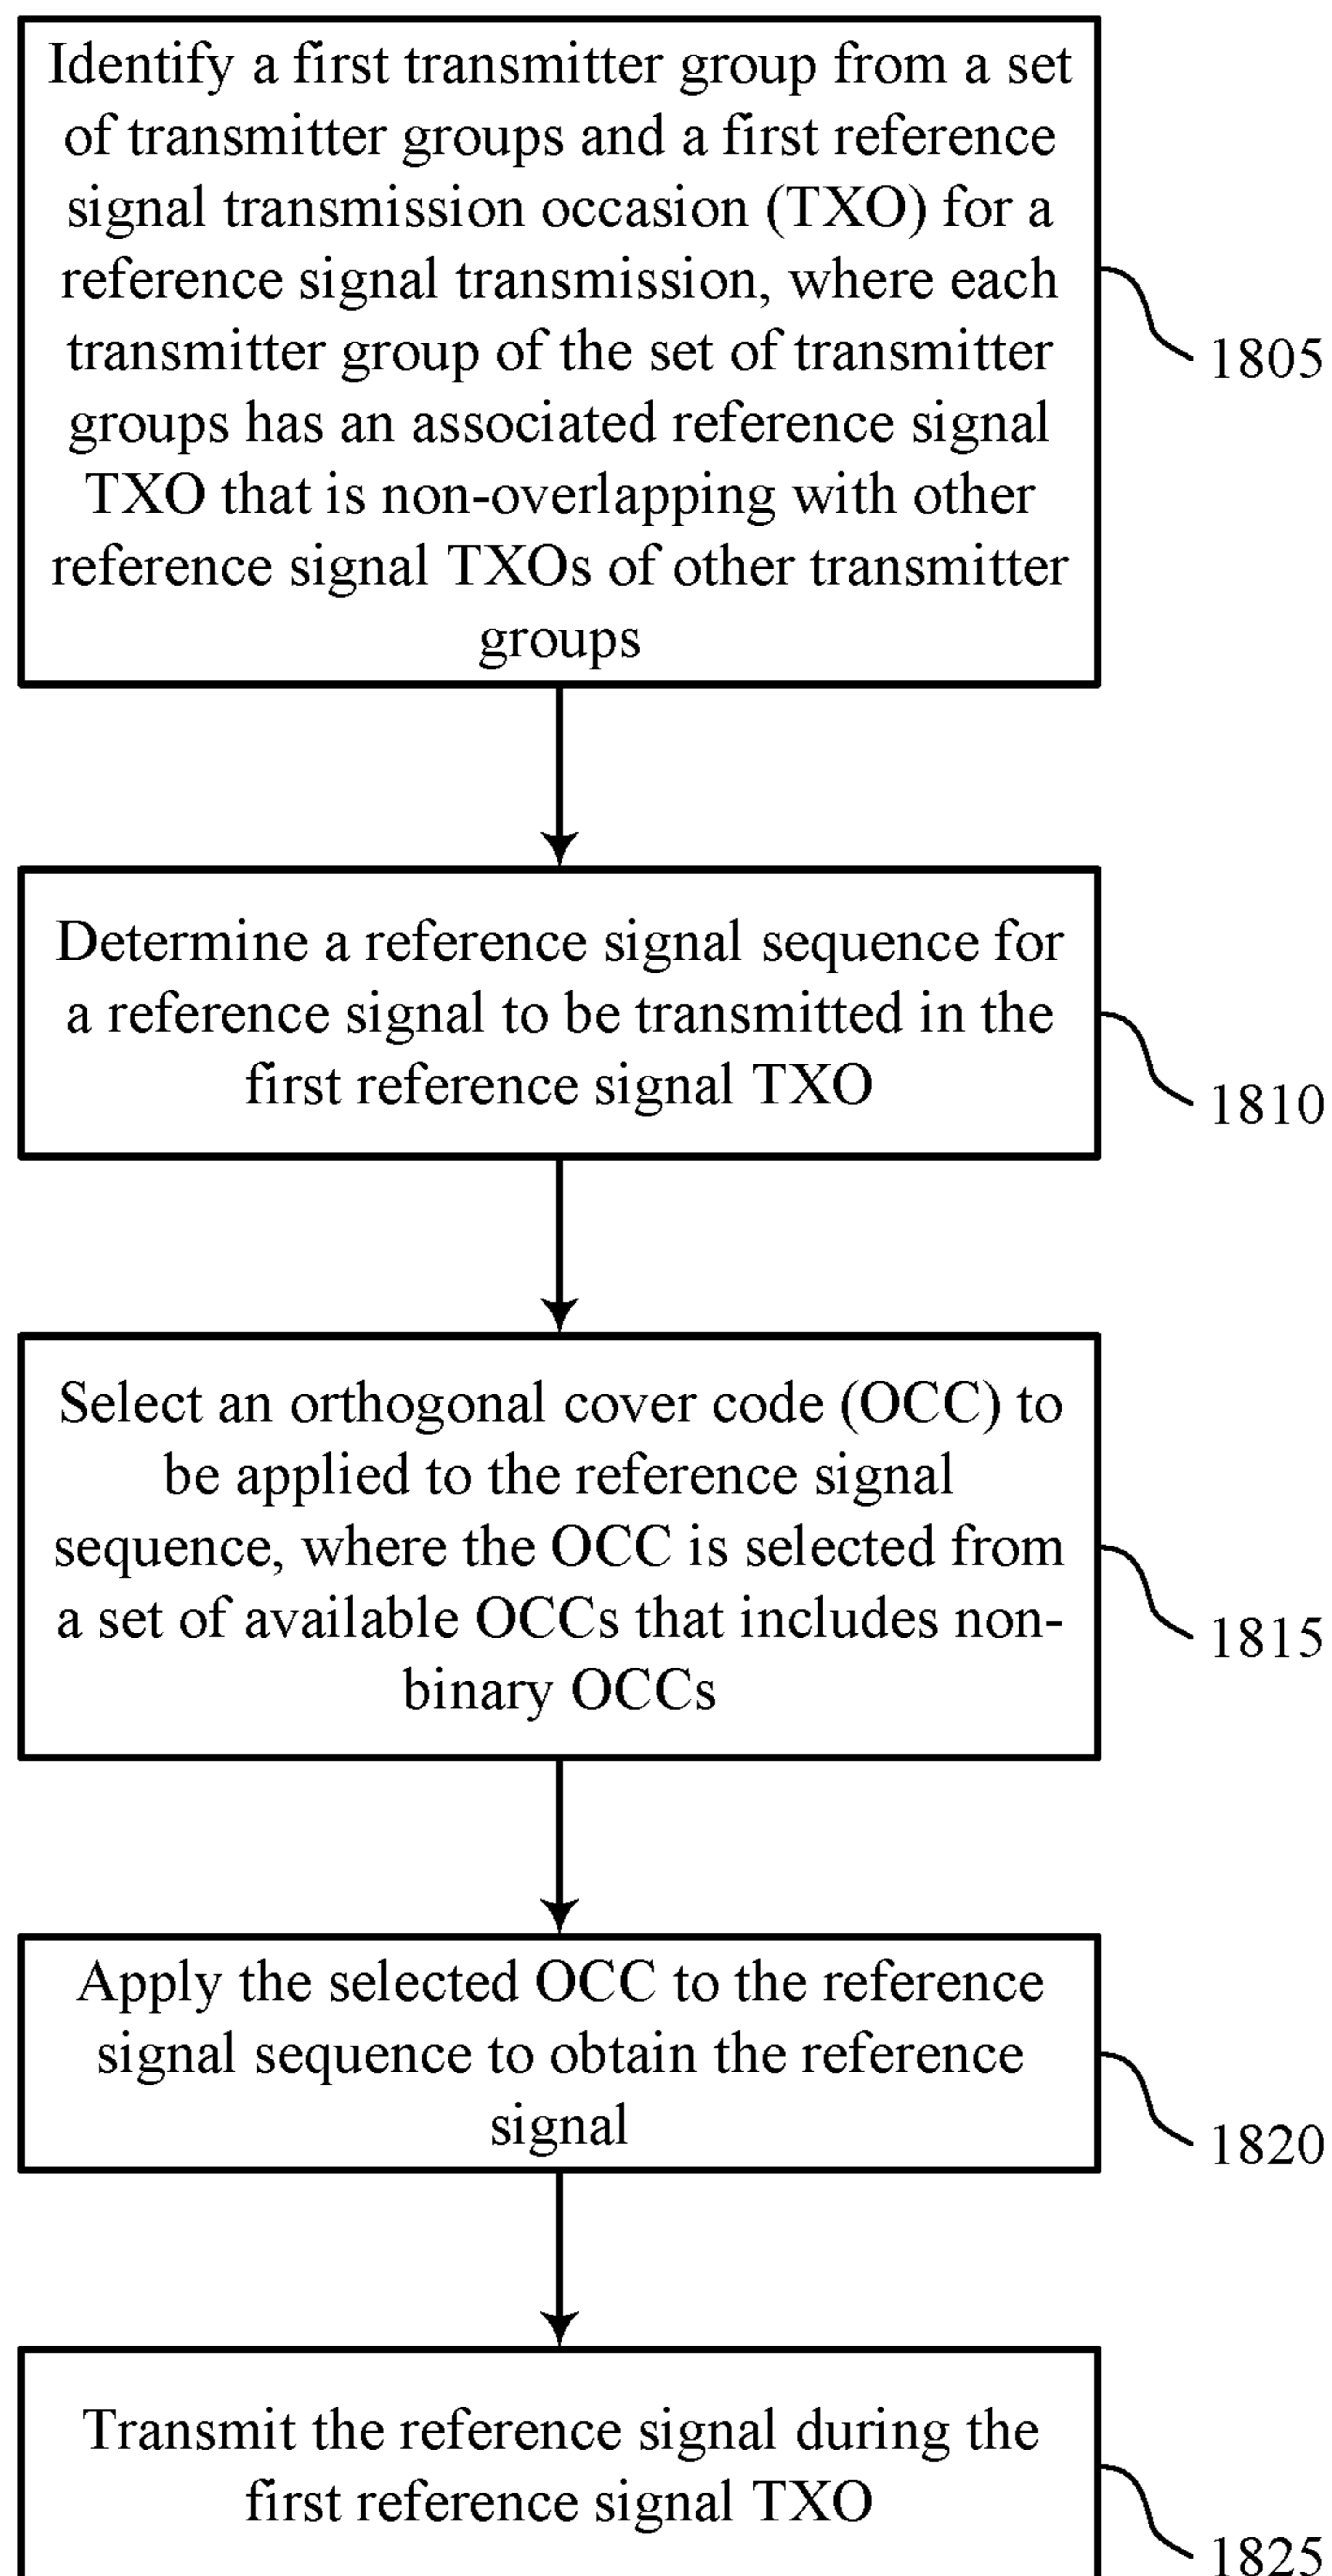 Identify a first transmitter group from a set
of transmitter groups and a first reference
signal transmission occasion (TXO) for a
reference signal transmission, where each
transmitter group of the set of transmitter
groups has an associated reference signal
TXO that is non-overlapping with other
reference signal TXOs of other transmitter
groups
1805
Determine a reference signal sequence for
a reference signal to be transmitted in the
first reference signal TXO
1810
Select an orthogonal cover code (OCC) to
be applied to the reference signal
sequence, where the OCC is selected from
a set of available OCCs that includes non-
binary OCCs
1815
Apply the selected OCC to the reference
signal sequence to obtain the reference
signal
1820
Transmit the reference signal during the
first reference signal TXO
1825